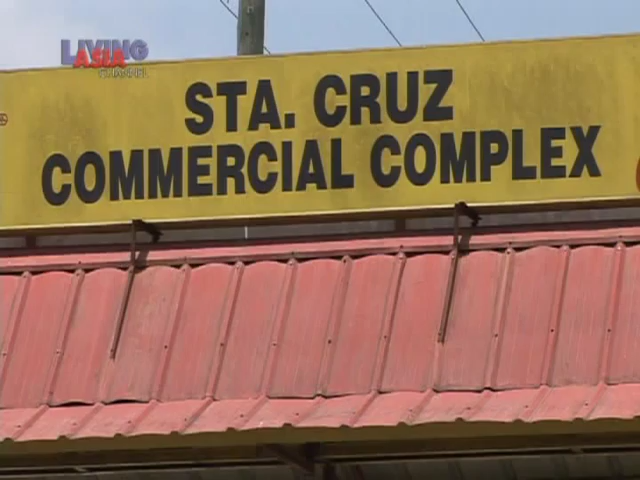 LIVING
ASIA
CHANNEL
STA. CRUZ
COMMERCIAL COMPLEX